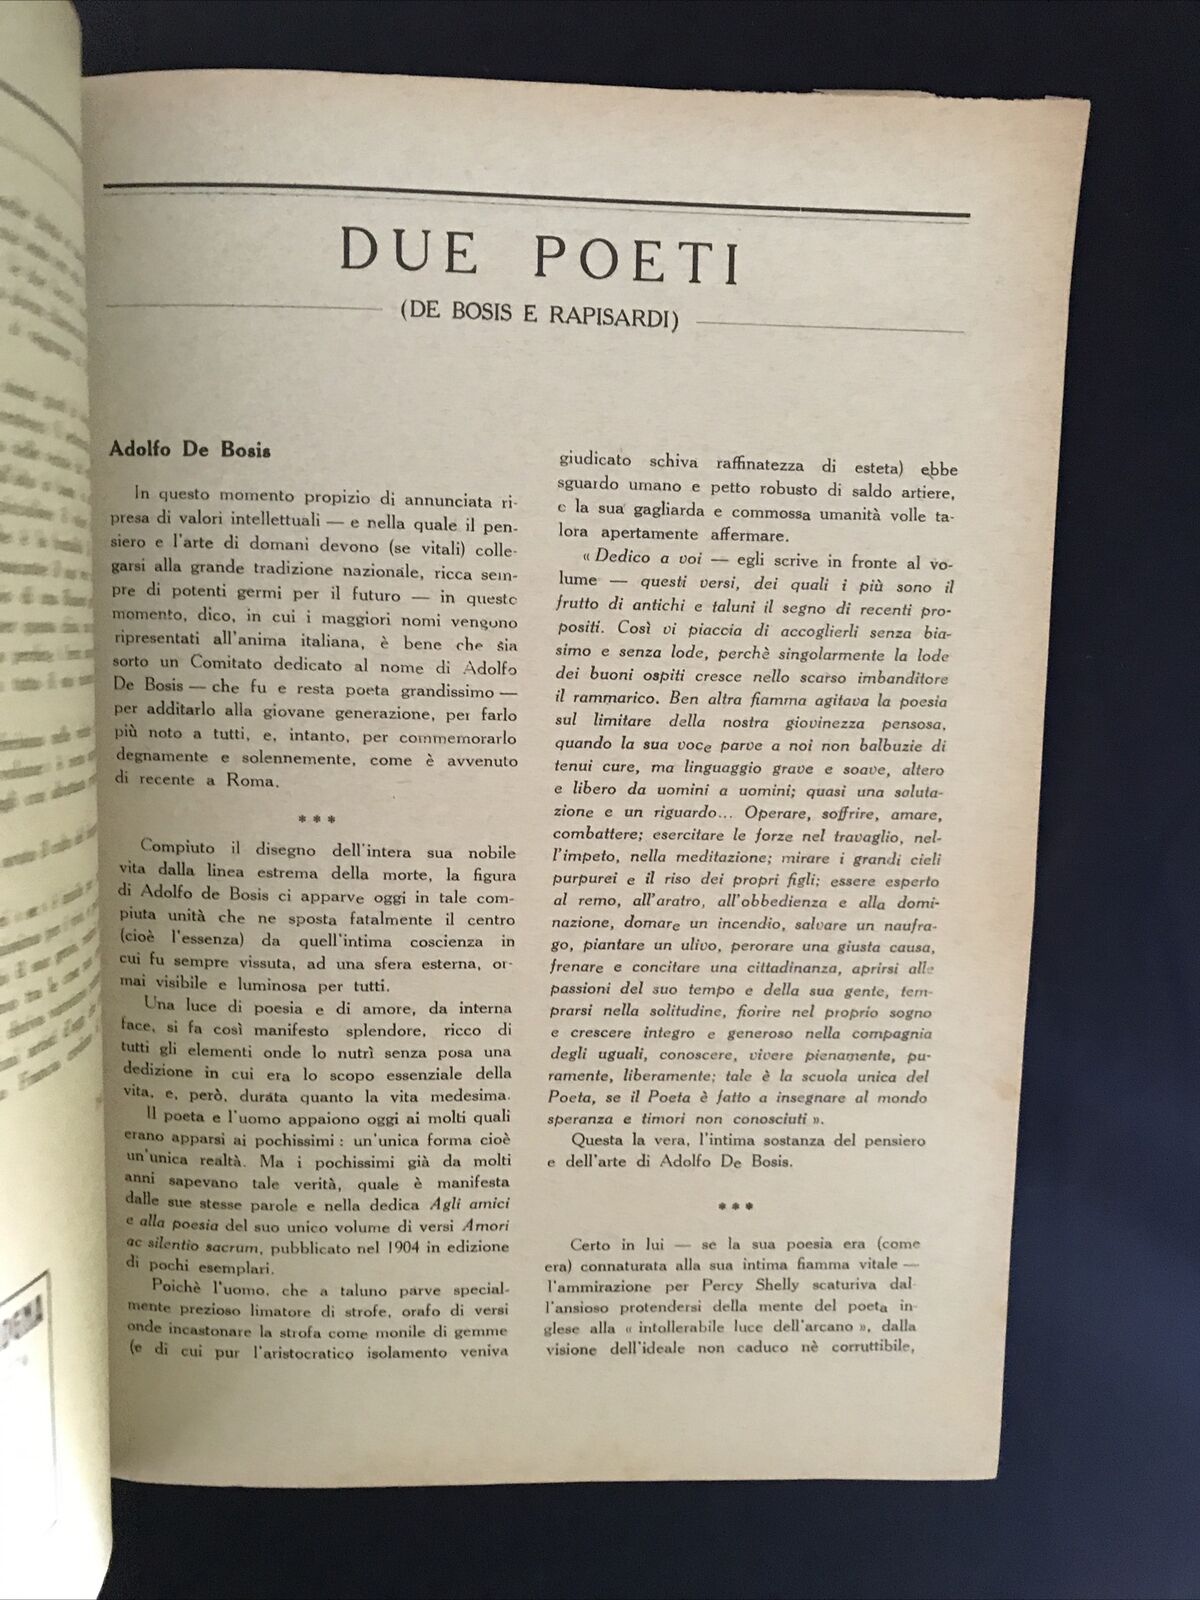 DUE POETI
(DE BOSIS E RAPISARDI)
Adolfo De Bosis
In questo momento propizio di annunciata ri-
presa di valori intellettuali — e nella quale il pen-
siero e l'arte di domani devono (se vitali) colle-
garsi alla grande tradizione nazionale, ricca sem-
pre di potenti germi per il futuro — in questo
momento, dico, in cui i maggiori nomi vengono
ripresentati all'anima italiana, è bene che sia
sorto un Comitato dedicato al nome di Adolfo
De Bosis — che fu e resta poeta grandissimo —
per additarlo alla giovane generazione, per farlo
più noto a tutti, e, intanto, per commemorarlo
degnamente e solennemente, come è avvenuto
di recente a Roma.
* * *
Compiuto il disegno dell'intera sua nobile
vita dalla linea estrema della morte, la figura
di Adolfo de Bosis ci apparve oggi in tale com-
piuta unità che ne sposta fatalmente il centro
(cioè l'essenza) da quell'intima coscienza in
cui fu sempre vissuta, ad una sfera esterna, or-
mai visibile e luminosa per tutti.
Una luce di poesia e di amore, da interna
face, si fa così manifesto splendore, ricco di
tutti gli elementi onde lo nutrì senza posa una
dedizione in cui era lo scopo essenziale della
vita, e, però, durata quanto la vita medesima.
Il poeta e l'uomo appaiono oggi ai molti quali
erano apparsi ai pochissimi : un'unica forma cioè
un'unica realtà. Ma i pochissimi già da molti
anni sapevano tale verità, quale è manifesta
dalle sue stesse parole e nella dedica Agli amici
e alla poesia del suo unico volume di versi Amori
ac silentio sacrum, pubblicato nel 1904 in edizione
di pochi esemplari.
Poichè l'uomo, che a taluno parve special-
mente prezioso limatore di strofe, orafo di versi
onde incastonare la strofa come monile di gemme
(e di cui pur l'aristocratico isolamento veniva
giudicato schiva raffinatezza di esteta) ebbe
sguardo umano e petto robusto di saldo artiere,
e la sua gagliarda e commossa umanità volle ta-
lora apertamente affermare.
« Dedico a voi — egli scrive in fronte al vo-
lume — questi versi, dei quali i più sono il
frutto di antichi e taluni il segno di recenti pro-
positi. Così vi piaccia di accoglierli senza bia-
simo e senza lode, perchè singolarmente la lode
dei buoni ospiti cresce nello scarso imbanditore
il rammarico. Ben altra fiamma agitava la poesia
sul limitare della nostra giovinezza pensosa,
quando la sua voce parve a noi non balbuzie di
tenui cure, ma linguaggio grave e soave, altero
e libero da uomini a uomini; quasi una saluta-
zione e un riguardo... Operare, soffrire, amare,
combattere; esercitare le forze nel travaglio, nel-
l'impeto, nella meditazione; mirare i grandi cieli
purpurei e il riso dei propri figli; essere esperto
al remo, all'aratro, all'obbedienza e alla domi-
nazione, domare un incendio, salvare un naufra-
go, piantare un ulivo, perorare una giusta causa,
frenare e concitare una cittadinanza, aprirsi alle
passioni del suo tempo e della sua gente, tem-
prarsi nella solitudine, fiorire nel proprio sogno
e crescere integro e generoso nella compagnia
degli uguali, conoscere, vivere pienamente, pu-
ramente, liberamente; tale è la scuola unica del
Poeta, se il Poeta è fatto a insegnare al mondo
speranza e timori non conosciuti ».
Questa la vera, l'intima sostanza del pensiero
e dell'arte di Adolfo De Bosis.
* * *
Certo in lui — se la sua poesia era (come
era) connaturata alla sua intima fiamma vitale —
l'ammirazione per Percy Shelly scaturiva dal-
l'ansioso protendersi della mente del poeta in-
glese alla « intollerabile luce dell'arcano », dalla
visione dell'ideale non caduco nè corruttibile,